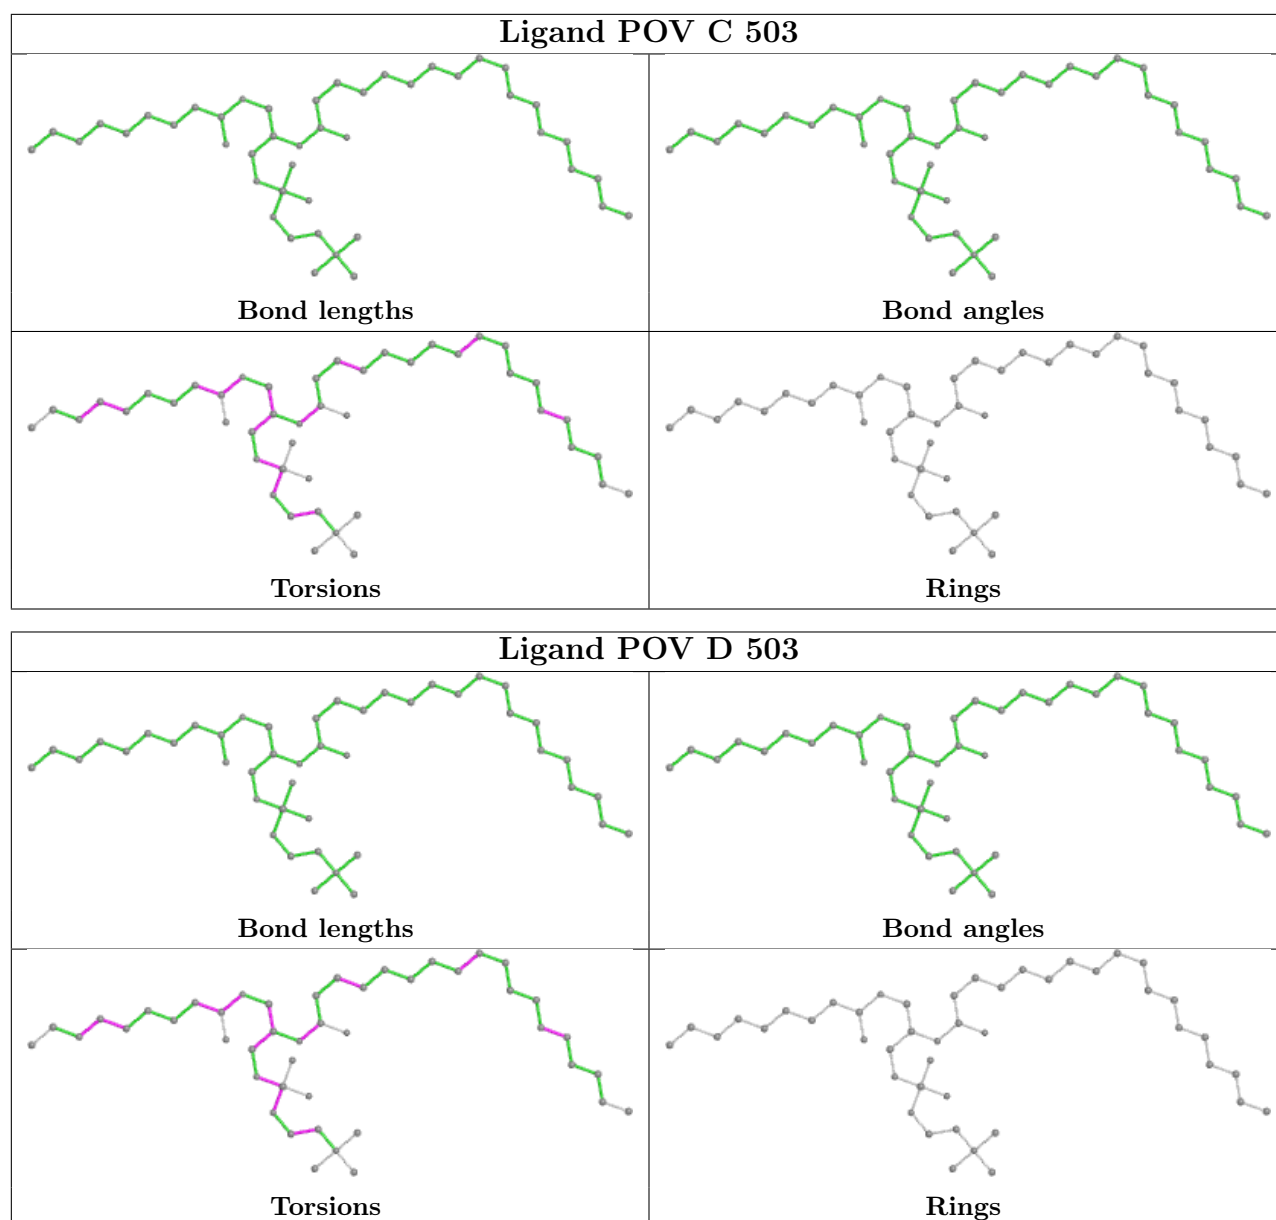 Ligand POV C 503
Bond lengths
Bond angles
Torsions
Rings
Ligand POV D 503
Bond lengths
Bond angles
Torsions
Rings